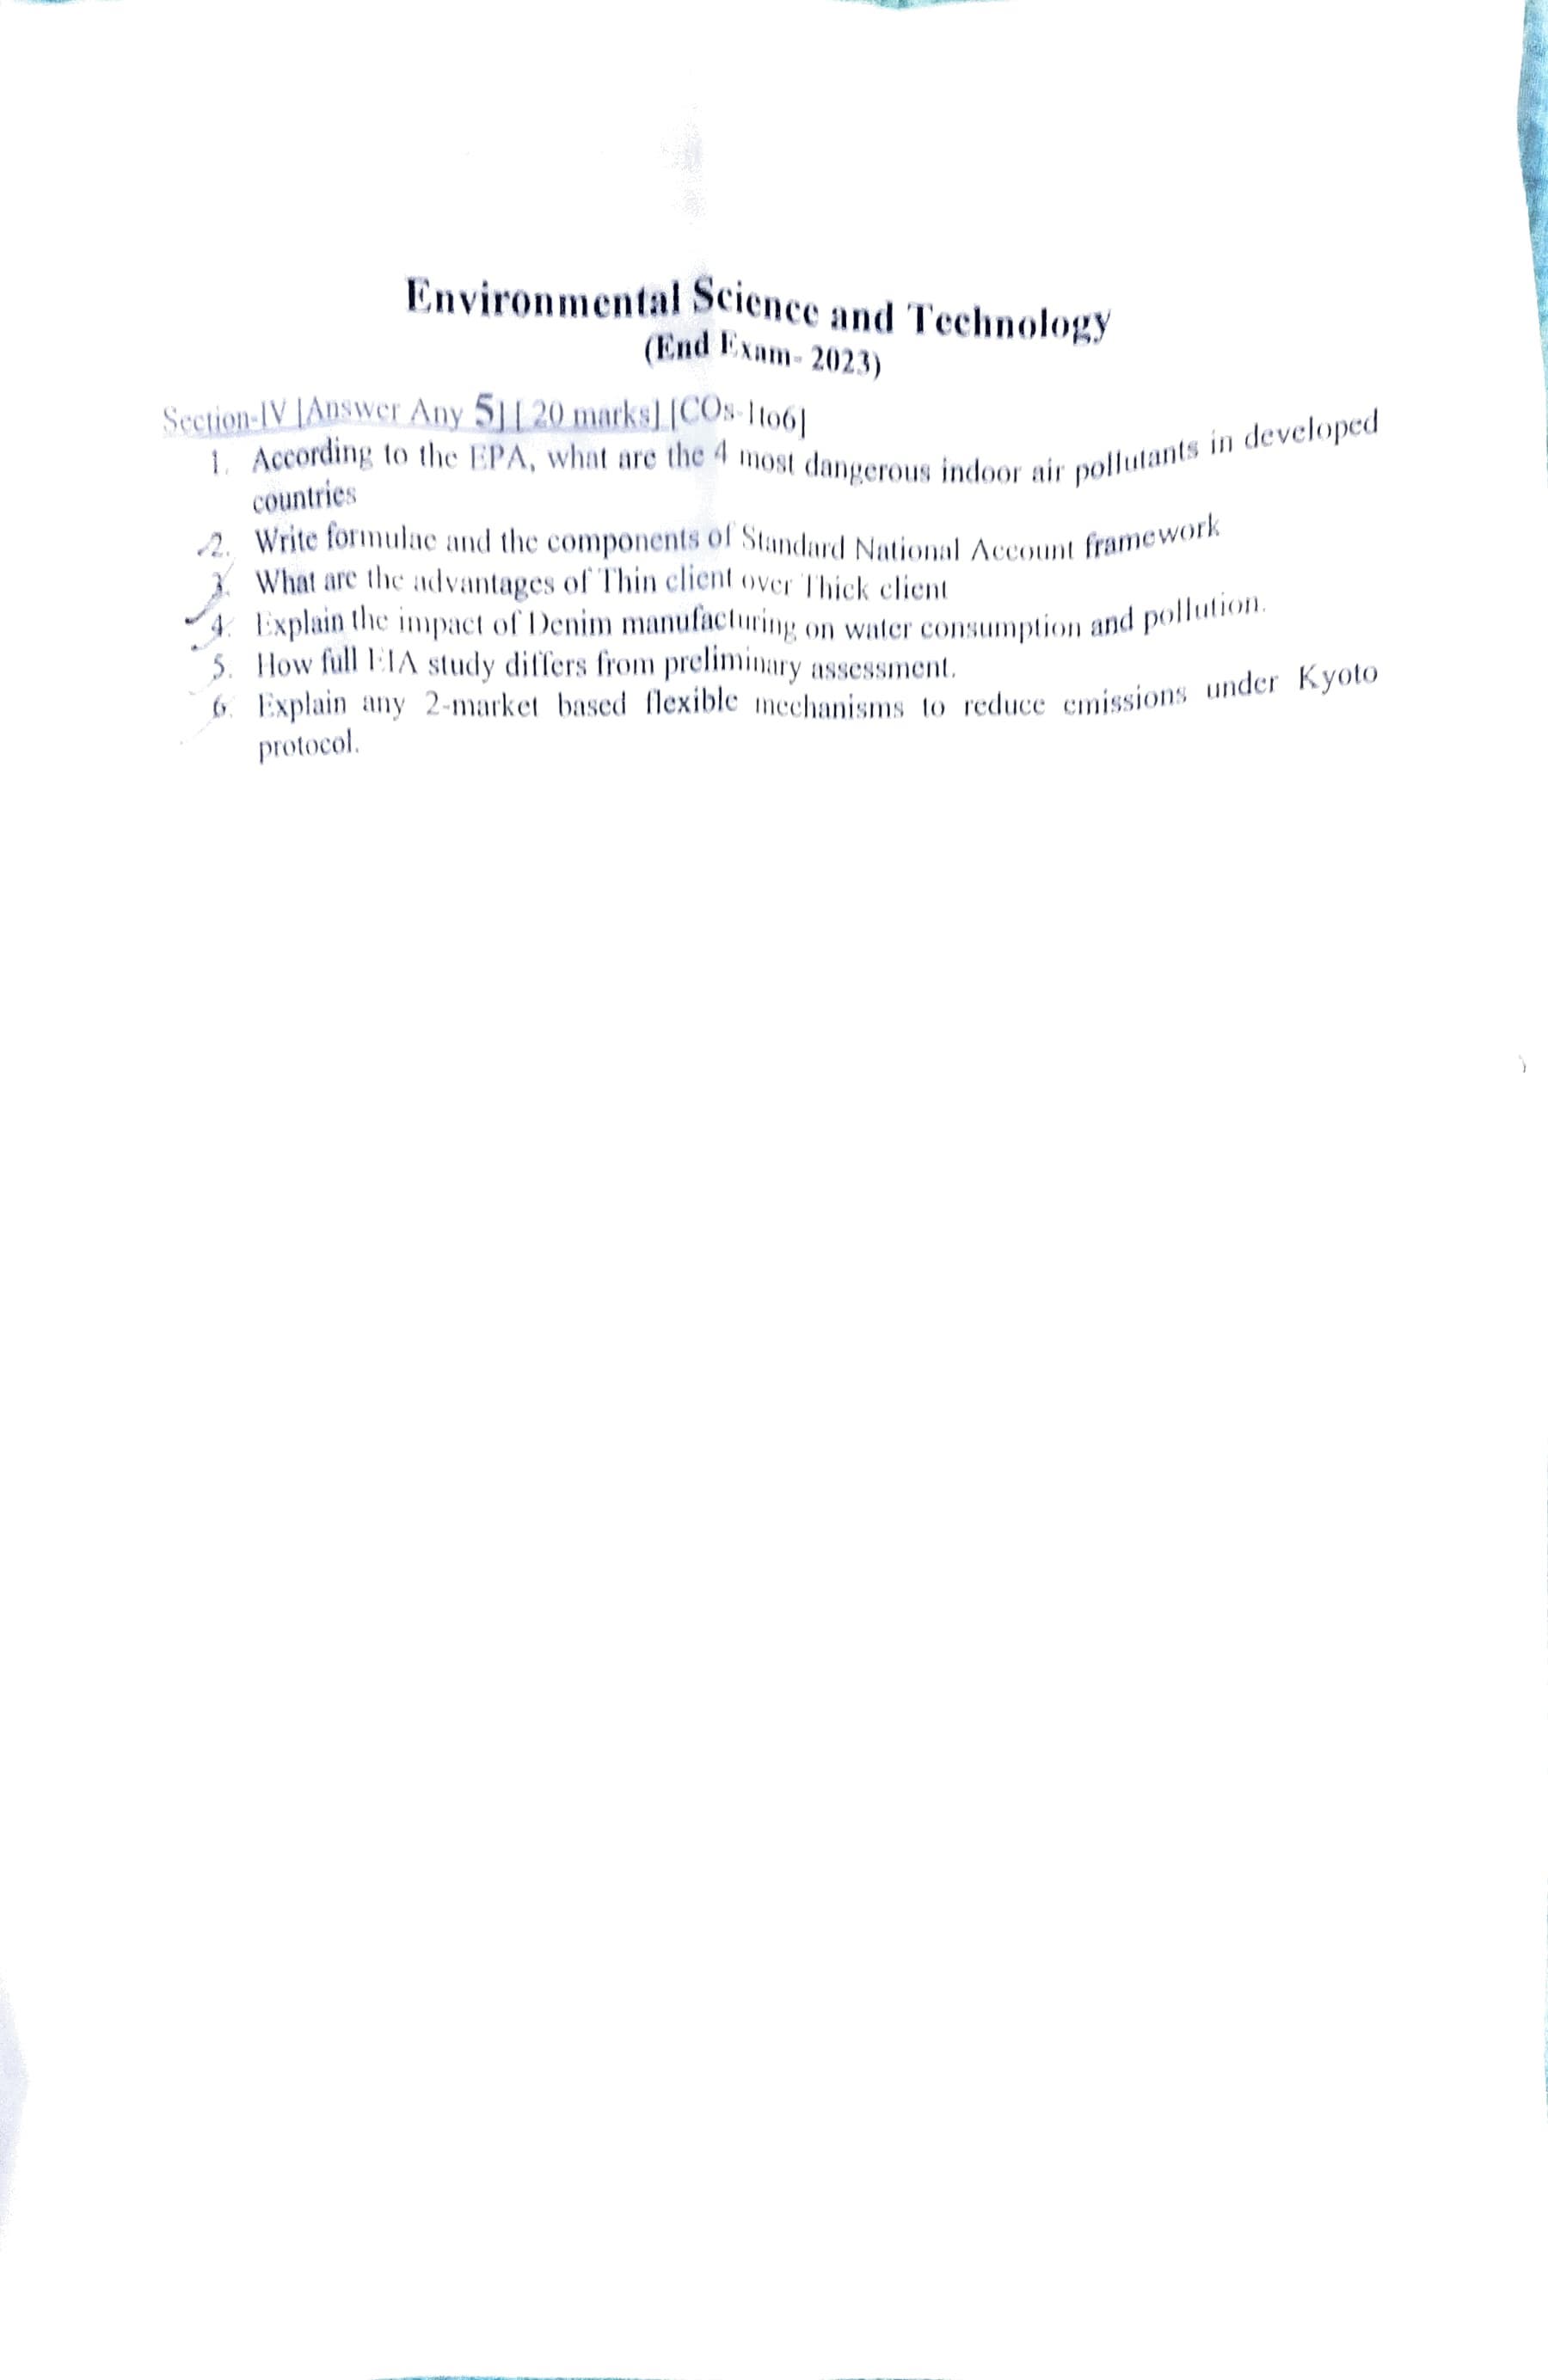 Environmental Science and Technology
(End Exam- 2023)
Section-IV [Answer Any 5] [ 20 marks] [COs-1to6]
1. According to the EPA, what are the 4 most dangerous indoor air pollutants in developed
countries
2. Write formulae and the components of Standard National Account framework
3. What are the advantages of Thin client over Thick client
4. Explain the impact of Denim manufacturing on water consumption and pollution.
5. How full EIA study differs from preliminary assessment.
6. Explain any 2-market based flexible mechanisms to reduce emissions under Kyoto
protocol.